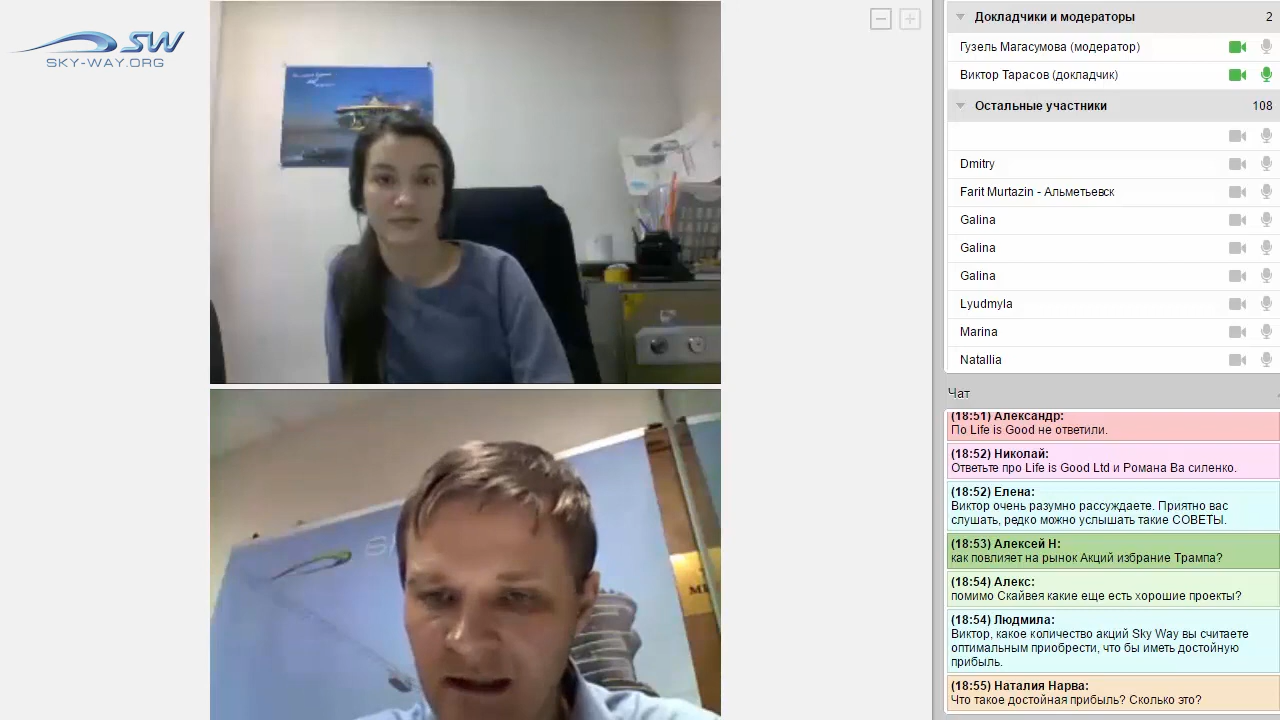 SW
SKY-WAY.ORG
Докладчики и модераторы 2
Гузель Магасумова (модератор)
Виктор Тарасов (докладчик)
Остальные участники 108
Dmitry
Farit Murtazin - Альметьевск
Galina
Galina
Galina
Lyudmyla
Marina
Natallia
Чат
(18:51) Александр:
По Life is Good не ответили.
(18:52) Николай:
Ответьте про Life is Good Ltd и Романа Ва силенко.
(18:52) Елена:
Виктор очень разумно рассуждаете. Приятно вас
слушать, редко можно услышать такие СОВЕТЫ.
(18:53) Алексей Н:
как повлияет на рынок Акций избрание Трампа?
(18:54) Алекс:
помимо Скайвея какие еще есть хорошие проекты?
(18:54) Людмила:
Виктор, какое количество акций Sky Way вы считаете
оптимальным приобрести, что бы иметь достойную
прибыль.
(18:55) Наталия Нарва:
Что такое достойная прибыль? Сколько это?